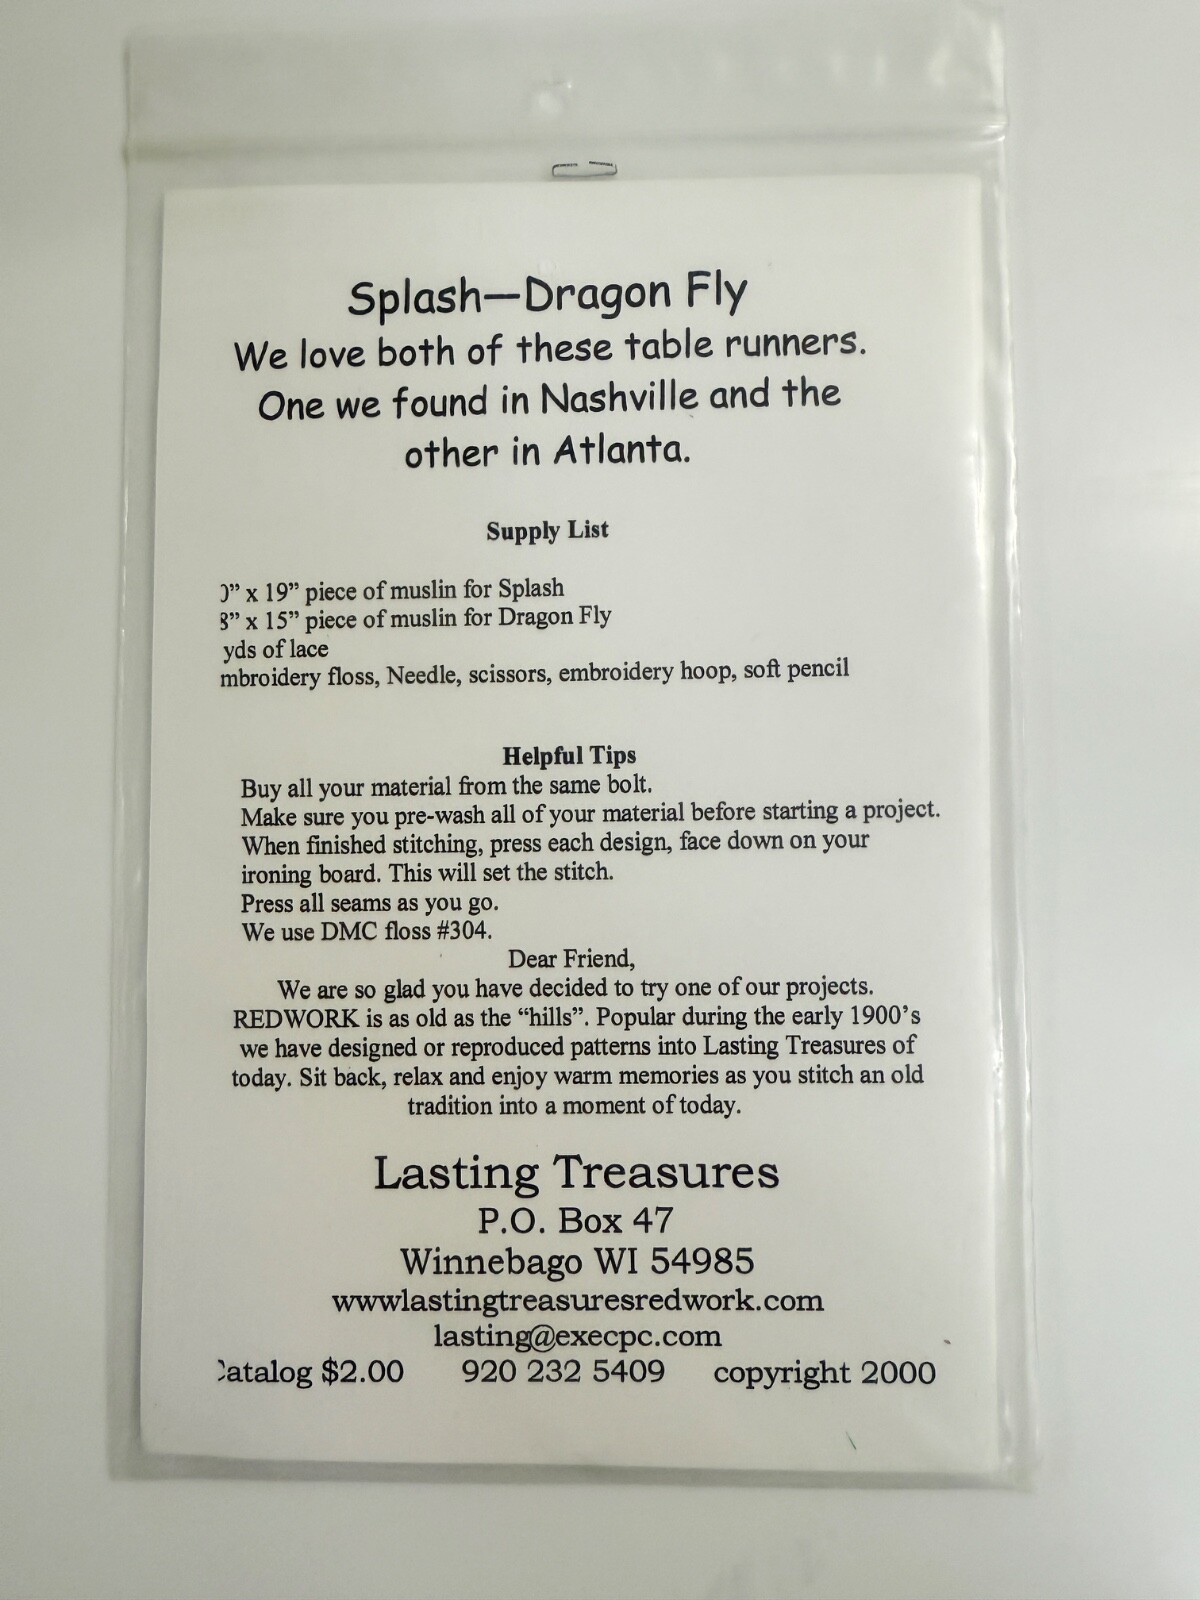 Splash—Dragon Fly
We love both of these table runners.
One we found in Nashville and the
other in Atlanta.
Supply List
0” x 19” piece of muslin for Splash
8” x 15” piece of muslin for Dragon Fly
yds of lace
mbroidery floss, Needle, scissors, embroidery hoop, soft pencil
Helpful Tips
Buy all your material from the same bolt.
Make sure you pre-wash all of your material before starting a project.
When finished stitching, press each design, face down on your
ironing board. This will set the stitch.
Press all seams as you go.
We use DMC floss #304.
Dear Friend,
We are so glad you have decided to try one of our projects.
REDWORK is as old as the “hills”. Popular during the early 1900’s
we have designed or reproduced patterns into Lasting Treasures of
today. Sit back, relax and enjoy warm memories as you stitch an old
tradition into a moment of today.
Lasting Treasures
P.O. Box 47
Winnebago WI 54985
wwwlastingtreasuresredwork.com
lasting@execpc.com
Catalog $2.00 920 232 5409 copyright 2000